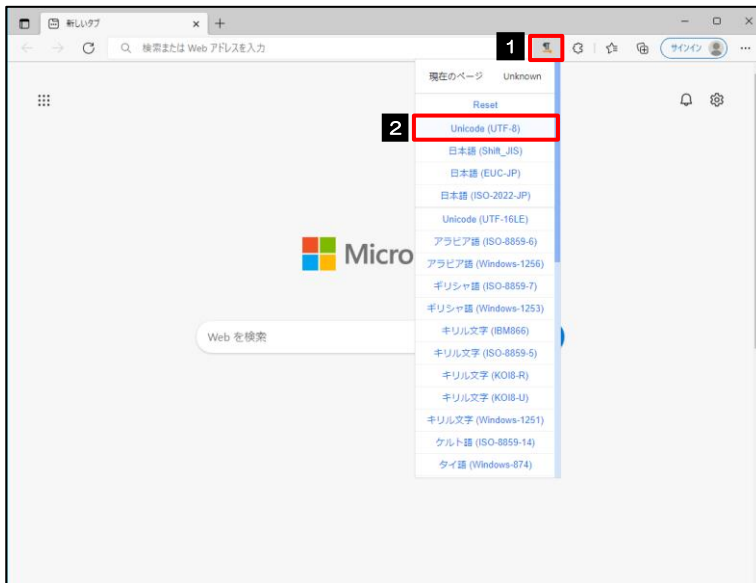 新しいタブ
検索または Web アドレスを入力
1
サインイン
現在のページ Unknown
Reset
2
Unicode (UTF-8)
日本語 (Shift_JIS)
日本語 (EUC-JP)
日本語 (ISO-2022-JP)
Unicode (UTF-16LE)
アラビア語 (ISO-8859-6)
アラビア語 (Windows-1256)
ギリシャ語 (ISO-8859-7)
Micro
ギリシャ語 (Windows-1253)
Web を検索
キリル文字 (IBM866)
キリル文字 (ISO-8859-5)
キリル文字 (KOI8-R)
キリル文字 (KOI8-U)
キリル文字 (Windows-1251)
ケルト語 (ISO-8859-14)
タイ語 (Windows-874)